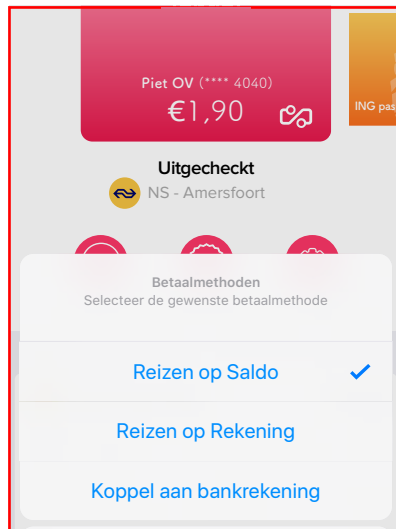 Piet OV (**** 4040)
€1,90
ING pas
Uitgecheckt
NS - Amersfoort
Betaalmethoden
Selecteer de gewenste betaalmethode
Reizen op Saldo
Reizen op Rekening
Koppel aan bankrekening